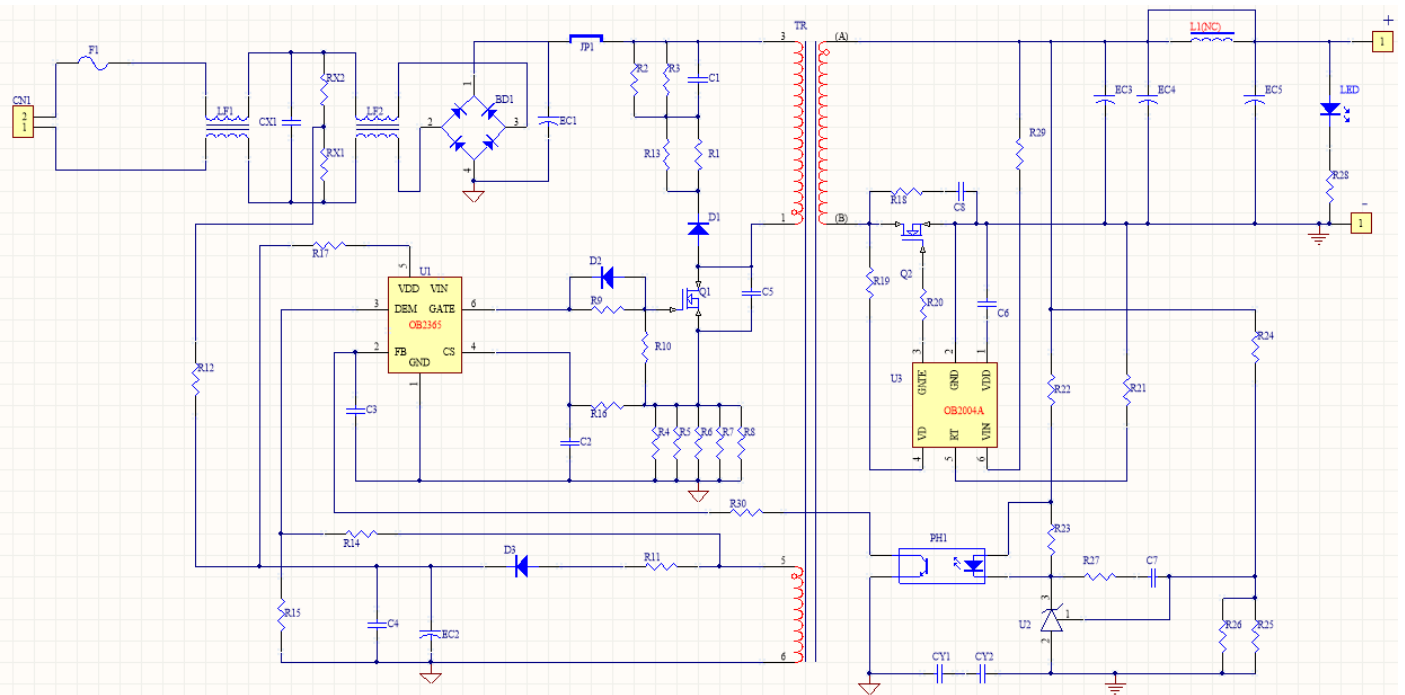 TR
L1(NC)
+
F1
JP1
3
(A)
1
R2
R3
C1
RX2
1
BD1
EC3
EC4
EC5
LED
CN1
2
1
LF1
CX1
LF2
2
3
EC1
R29
RX1
R13
R1
4
R28
R18
C8
D1
1
(B)
-
1
R17
U1
D2
Q2
5
VDD
VIN
R19
Q1
C5
3
DEM
GATE
6
R9
R20
C6
OB2365
R24
R10
2
FB
CS
4
3
2
1
GND
R12
U3
GATE
GND
VDD
R22
R21
1
C3
R16
OB2004A
C2
R4
R5
R6
R7
R8
VD
RT
VIN
4
5
6
R30
R23
R14
PH1
D3
R11
5
R27
C7
3
R15
1
C4
EC2
U2
R26
R25
2
6
CY1
CY2